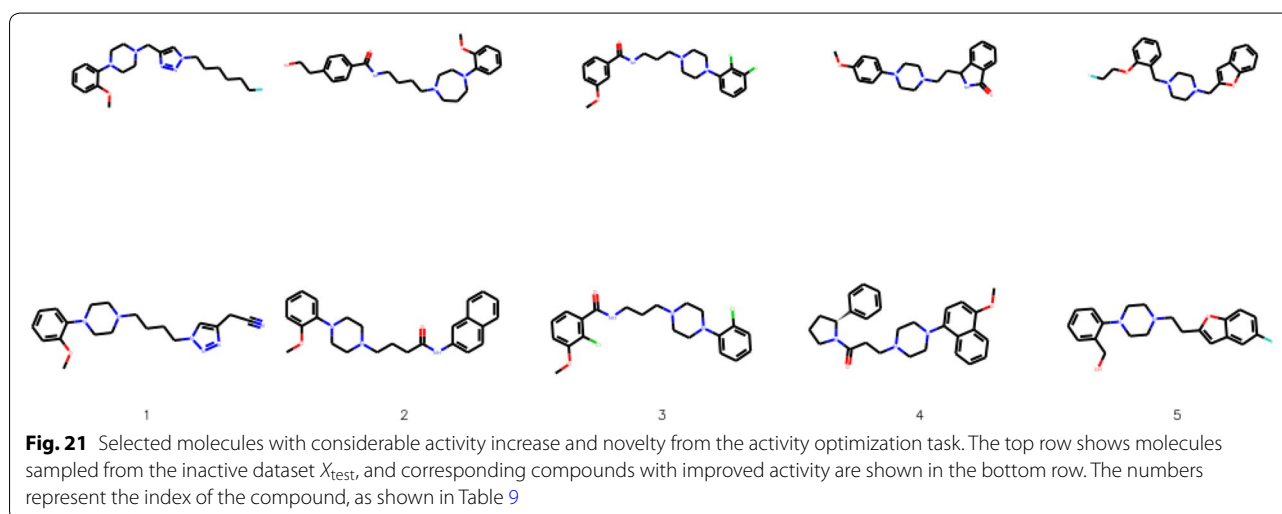 1 2 3 4 5
Fig. 21 Selected molecules with considerable activity increase and novelty from the activity optimization task. The top row shows molecules
sampled from the inactive dataset Xtest, and corresponding compounds with improved activity are shown in the bottom row. The numbers
represent the index of the compound, as shown in Table 9